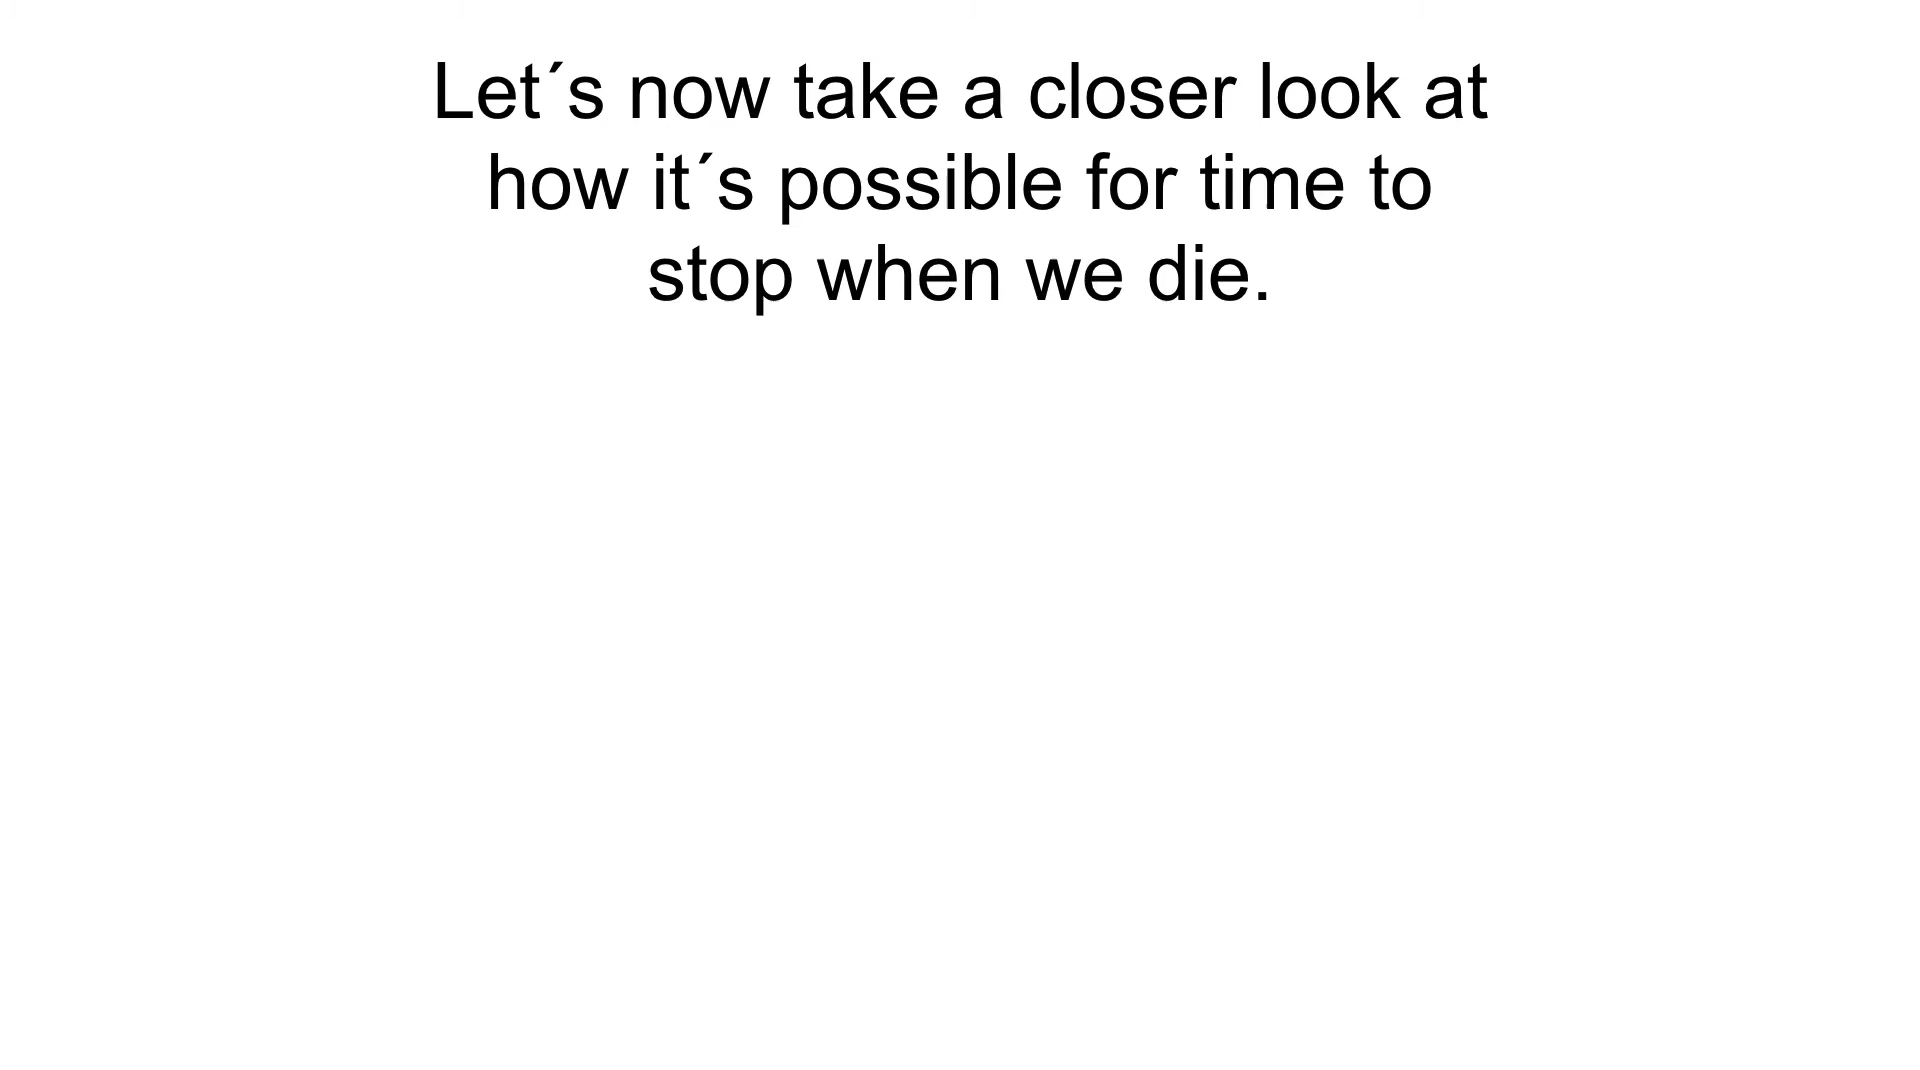 Let´s now take a closer look at
how it´s possible for time to
stop when we die.